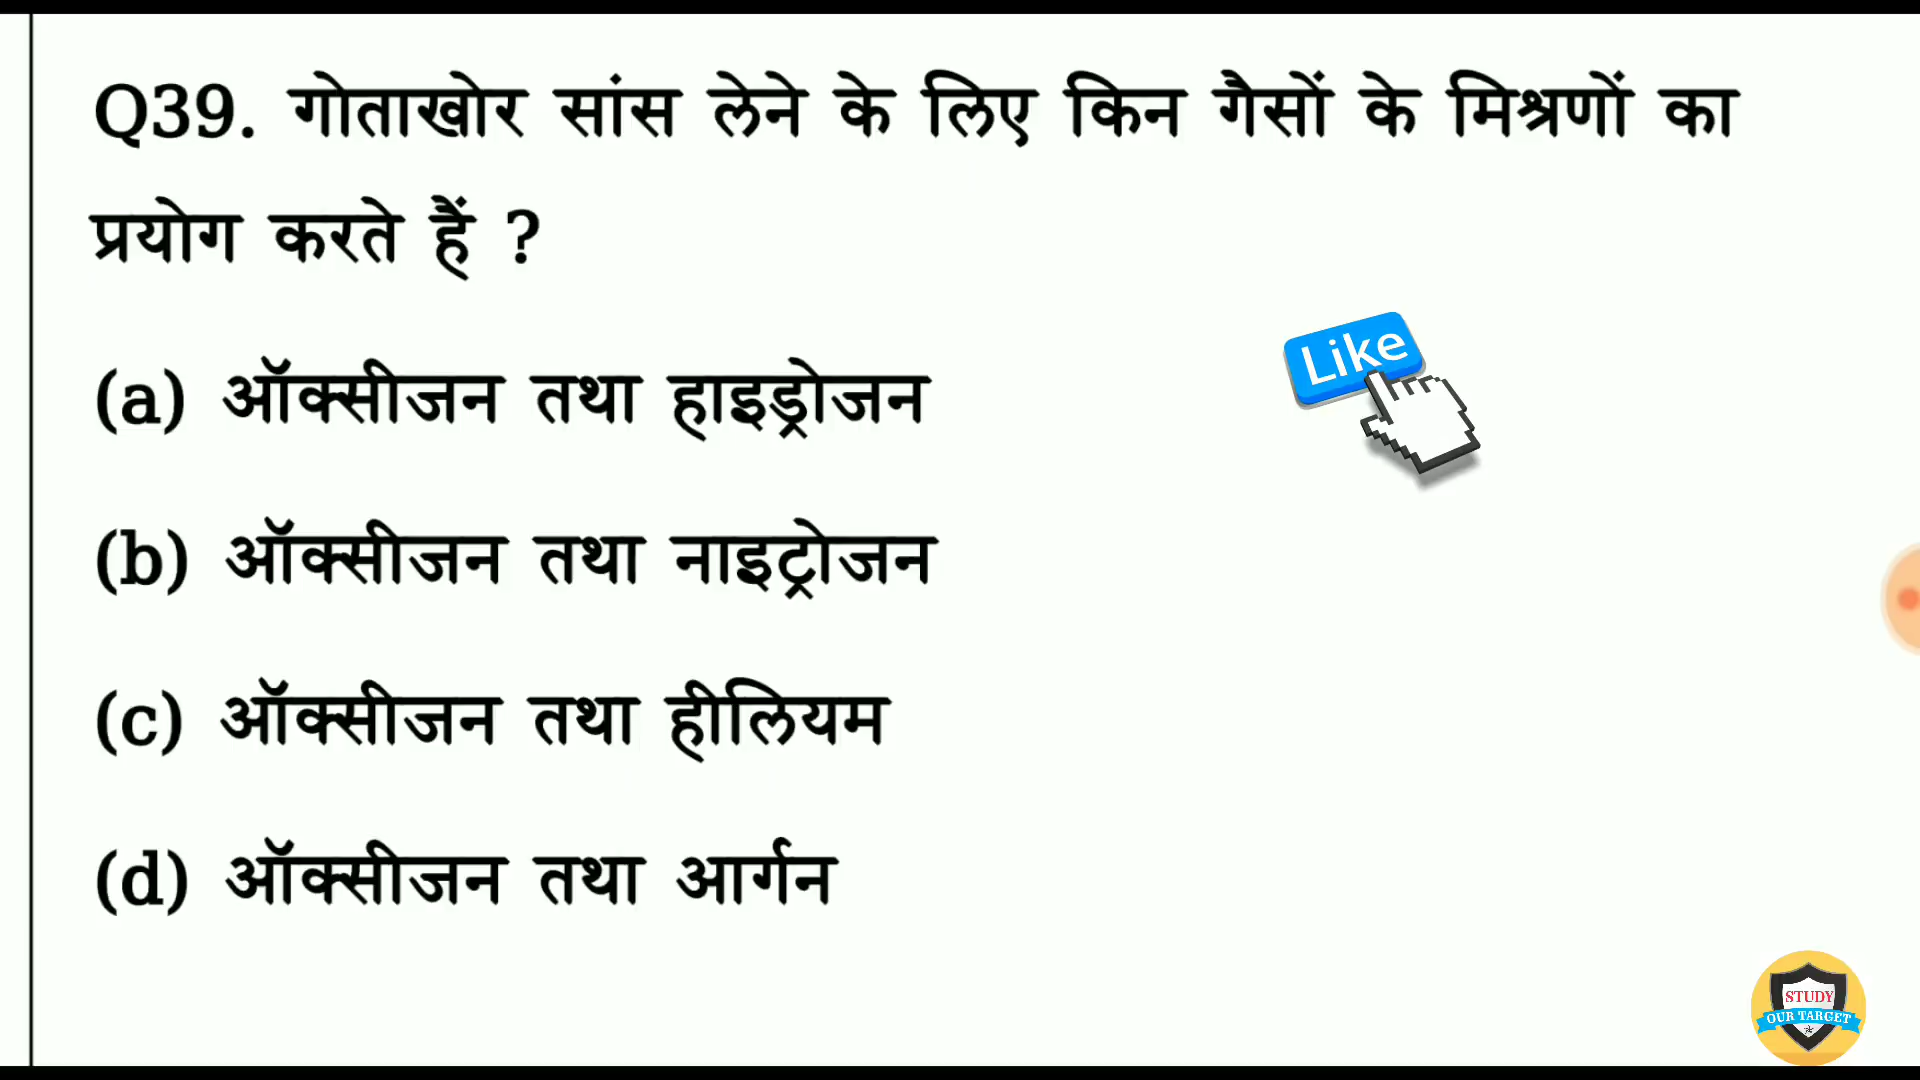 Q39. गोताखोर सांस लेने के लिए किन गैसों के मिश्रणों का
प्रयोग करते हैं ?
(a) ऑक्सीजन तथा हाइड्रोजन
Like
(b) ऑक्सीजन तथा नाइट्रोजन
(c) ऑक्सीजन तथा हीलियम
(d) ऑक्सीजन तथा आर्गन
STUDY
OUR TARGET